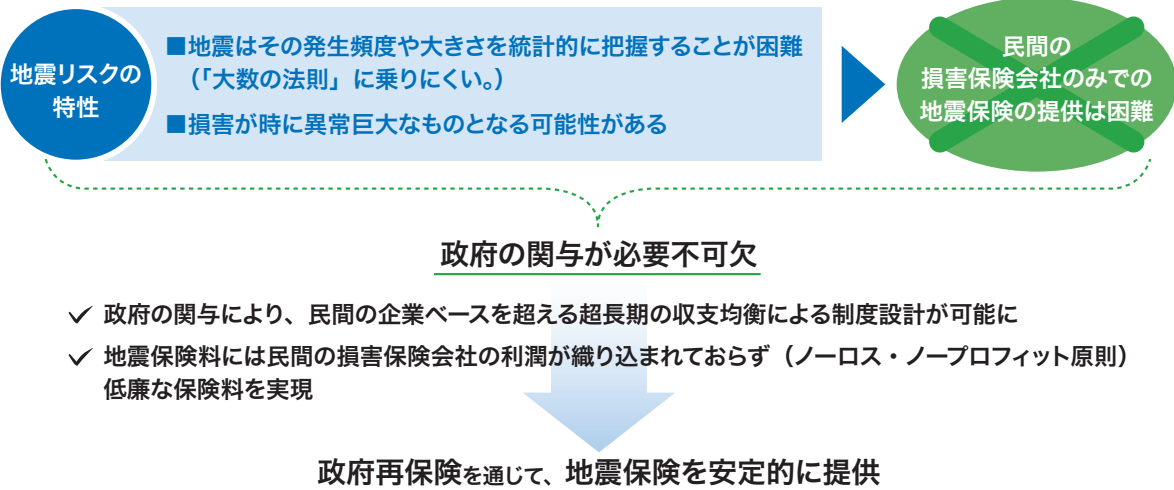 地震リスクの
特性
■地震はその発生頻度や大きさを統計的に把握することが困難
（「大数の法則」に乗りにくい。）
■損害が時に異常巨大なものとなる可能性がある
民間の
損害保険会社のみでの
地震保険の提供は困難
政府の関与が必要不可欠
✓ 政府の関与により、民間の企業ベースを超える超長期の収支均衡による制度設計が可能に
✓ 地震保険料には民間の損害保険会社の利潤が織り込まれておらず（ノーロス・ノープロフィット原則）
低廉な保険料を実現
政府再保険を通じて、地震保険を安定的に提供